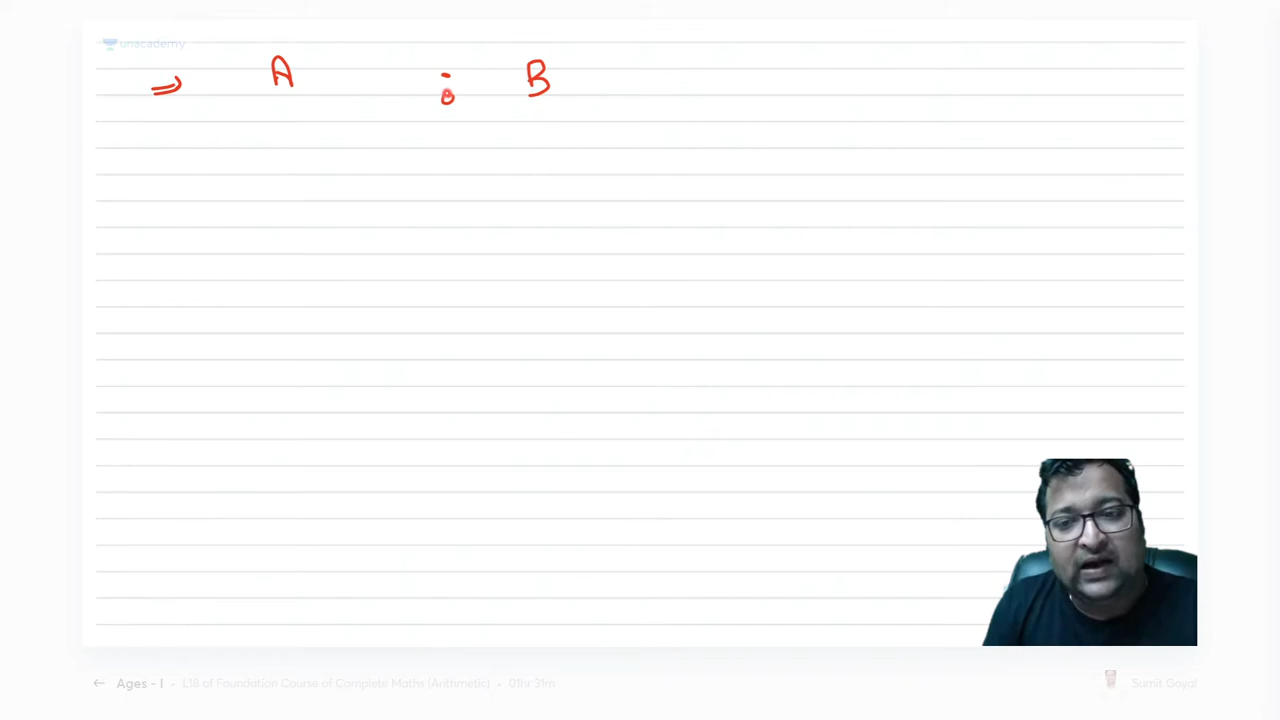 unacademy
⇒ A : B
← Ages - I • L18 of Foundation Course of Complete Maths (Arithmetic) • 01hr 31m
Sumit Goyal